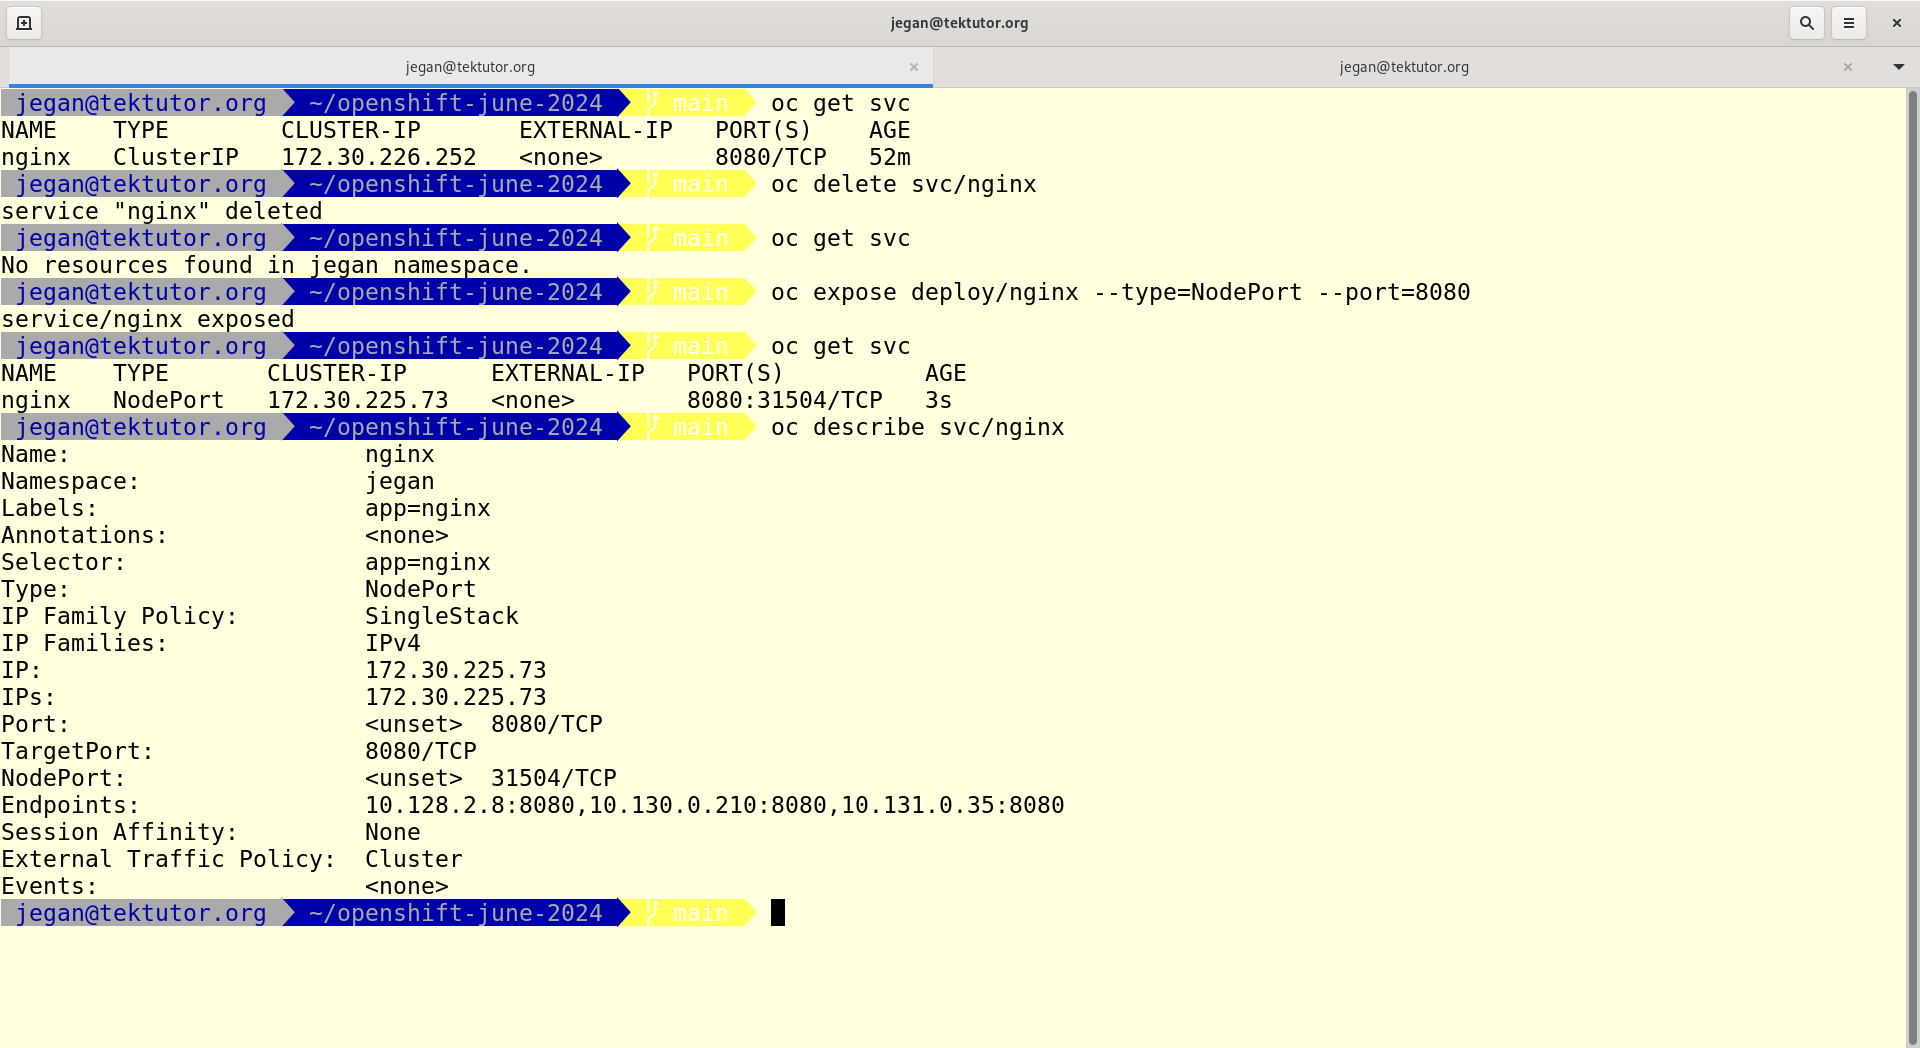 jegan@tektutor.org
jegan@tektutor.org jegan@tektutor.org
jegan@tektutor.org ~/openshift-june-2024 main oc get svc
NAME TYPE CLUSTER-IP EXTERNAL-IP PORT(S) AGE
nginx ClusterIP 172.30.226.252 <none> 8080/TCP 52m
jegan@tektutor.org ~/openshift-june-2024 main oc delete svc/nginx
service "nginx" deleted
jegan@tektutor.org ~/openshift-june-2024 main oc get svc
No resources found in jegan namespace.
jegan@tektutor.org ~/openshift-june-2024 main oc expose deploy/nginx --type=NodePort --port=8080
service/nginx exposed
jegan@tektutor.org ~/openshift-june-2024 main oc get svc
NAME TYPE CLUSTER-IP EXTERNAL-IP PORT(S) AGE
nginx NodePort 172.30.225.73 <none> 8080:31504/TCP 3s
jegan@tektutor.org ~/openshift-june-2024 main oc describe svc/nginx
Name: nginx
Namespace: jegan
Labels: app=nginx
Annotations: <none>
Selector: app=nginx
Type: NodePort
IP Family Policy: SingleStack
IP Families: IPv4
IP: 172.30.225.73
IPs: 172.30.225.73
Port: <unset> 8080/TCP
TargetPort: 8080/TCP
NodePort: <unset> 31504/TCP
Endpoints: 10.128.2.8:8080,10.130.0.210:8080,10.131.0.35:8080
Session Affinity: None
External Traffic Policy: Cluster
Events: <none>
jegan@tektutor.org ~/openshift-june-2024 main